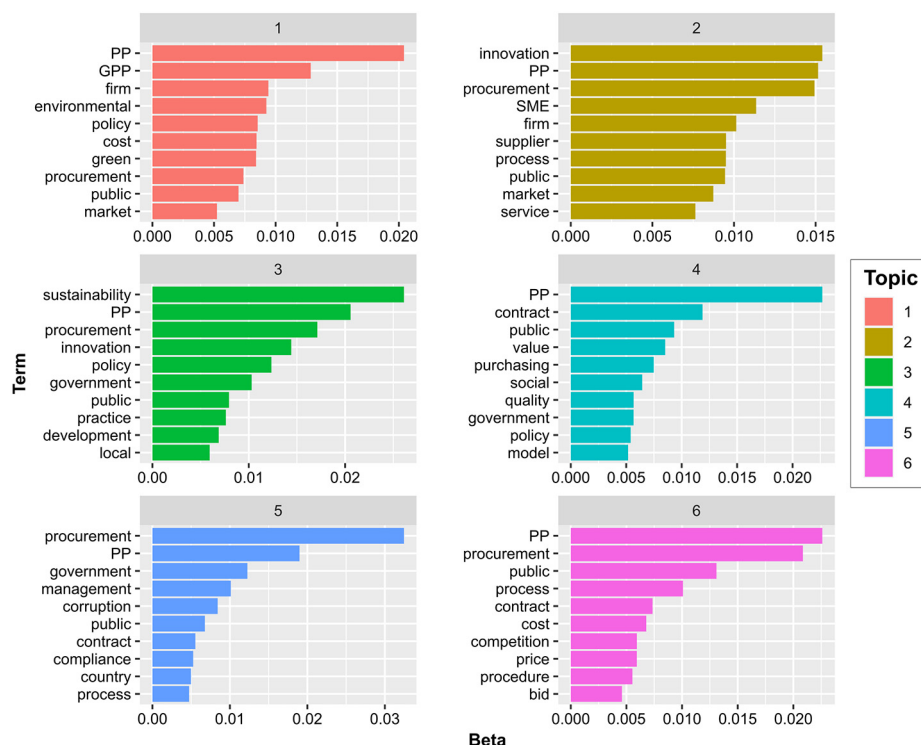 1
PP
GPP
firm
environmental
policy
cost
green
procurement
public
market
0.000 0.005 0.010 0.015 0.020
2
innovation
PP
procurement
SME
firm
supplier
process
public
market
service
0.000 0.005 0.010 0.015
3
sustainability
PP
procurement
innovation
policy
government
public
practice
development
local
0.00 0.01 0.02
4
PP
contract
public
value
purchasing
social
quality
government
policy
model
0.000 0.005 0.010 0.015 0.020
5
procurement
PP
government
management
corruption
public
contract
compliance
country
process
0.00 0.01 0.02 0.03
6
PP
procurement
public
process
contract
cost
competition
price
procedure
bid
0.000 0.005 0.010 0.015 0.020
Term
Beta
Topic
1
2
3
4
5
6